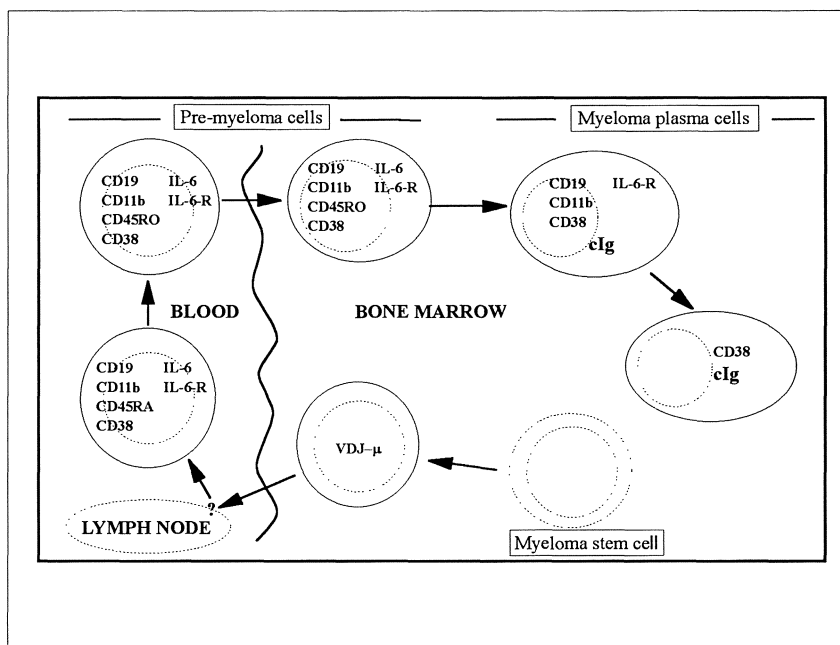 Pre-myeloma cells
Myeloma plasma cells
CD19 IL-6
CD11b IL-6-R
CD45RO
CD38
CD19 IL-6
CD11b IL-6-R
CD45RO
CD38
CD19 IL-6-R
CD11b
CD38
cIg
BLOOD
BONE MARROW
CD38
cIg
CD19 IL-6
CD11b IL-6-R
CD45RA
CD38
VDJ–μ
?
LYMPH NODE
Myeloma stem cell